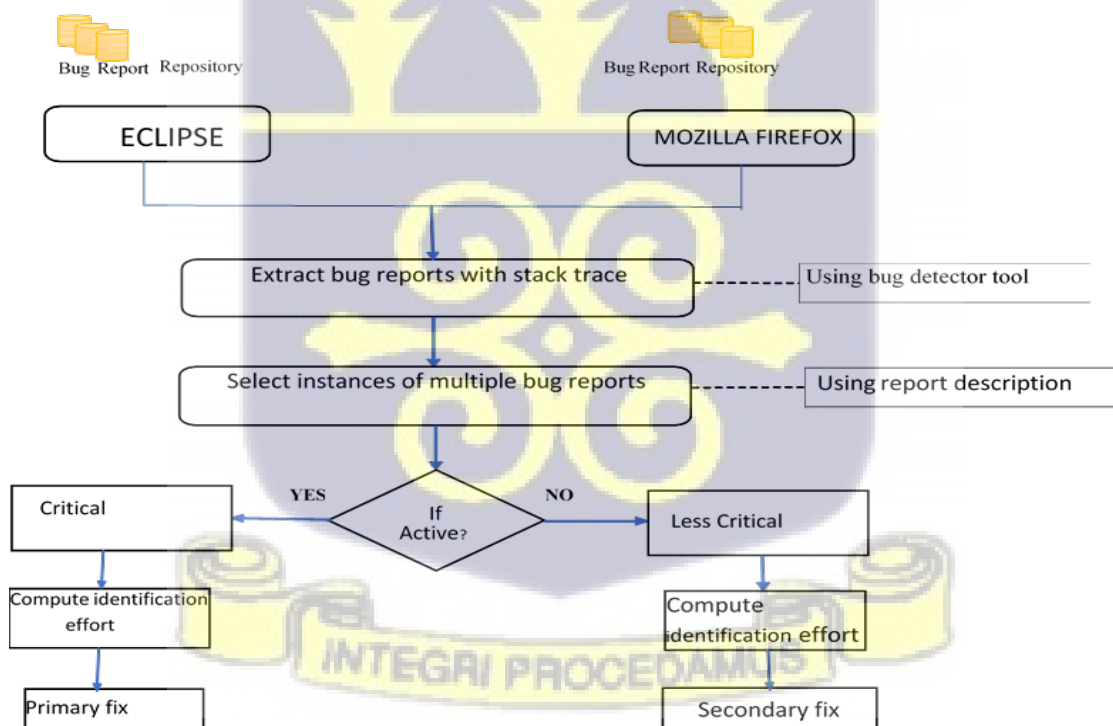 Bug Report Repository
Bug Report Repository
ECLIPSE
MOZILLA FIREFOX
Extract bug reports with stack trace
Using bug detector tool
Select instances of multiple bug reports
Using report description
YES
If
Active?
NO
Critical
Less Critical
Compute identification
effort
Compute
identification effort
Primary fix
Secondary fix
INTEGRI PROCEDAMUS